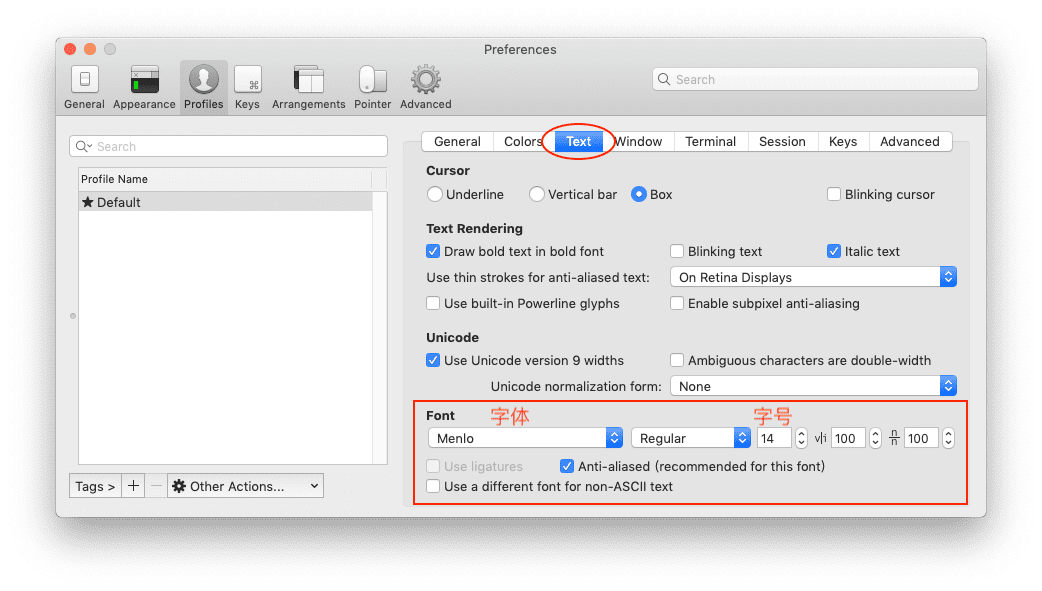 Preferences
General Appearance Profiles Keys Arrangements Pointer Advanced
Search
Search
Profile Name
Default
Tags >
Other Actions...
General Colors Text Window Terminal Session Keys Advanced
Cursor
Underline Vertical bar Box Blinking cursor
Text Rendering
Draw bold text in bold font Blinking text Italic text
Use thin strokes for anti-aliased text: On Retina Displays
Use built-in Powerline glyphs Enable subpixel anti-aliasing
Unicode
Use Unicode version 9 widths Ambiguous characters are double-width
Unicode normalization form: None
Font 字体 字号
Menlo Regular 14 v|i 100 n/n 100
Use ligatures Anti-aliased (recommended for this font)
Use a different font for non-ASCII text